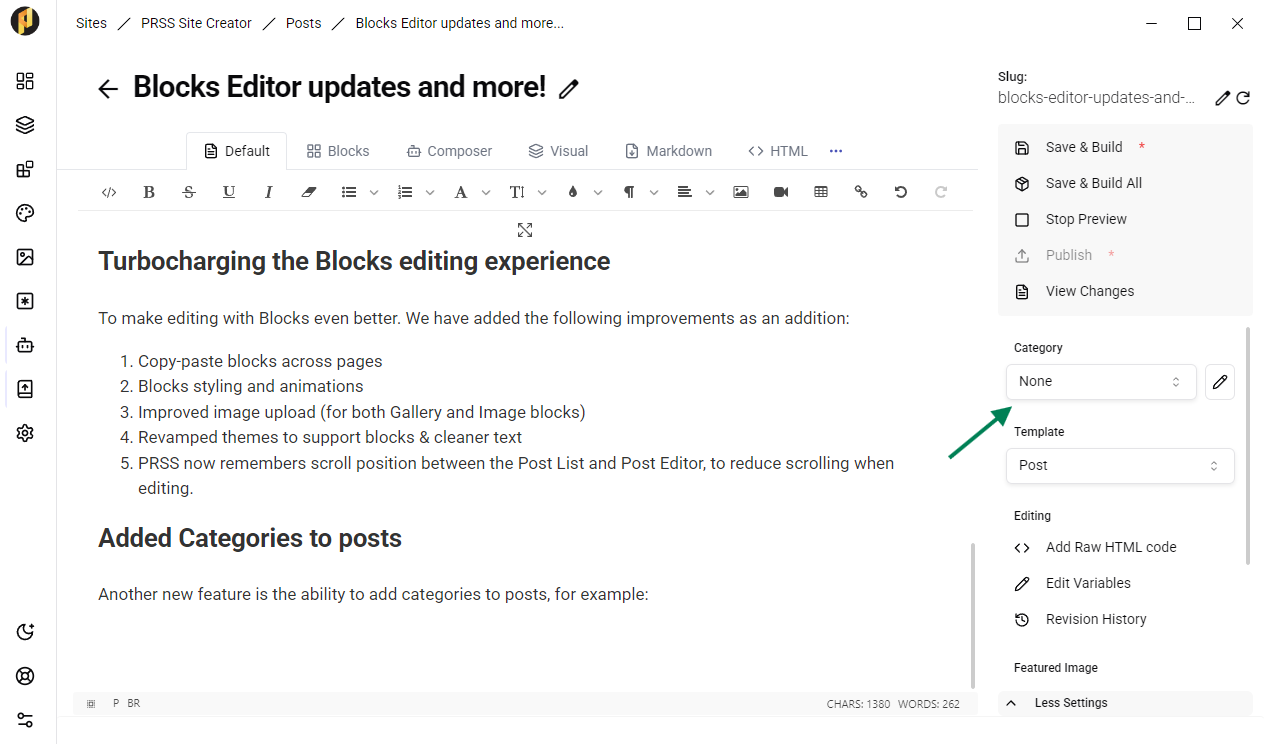 Sites / PRSS Site Creator / Posts / Blocks Editor updates and more...
Blocks Editor updates and more!
Default Blocks Composer Visual Markdown <> HTML ...
Turbocharging the Blocks editing experience
To make editing with Blocks even better. We have added the following improvements as an addition:
1. Copy-paste blocks across pages
2. Blocks styling and animations
3. Improved image upload (for both Gallery and Image blocks)
4. Revamped themes to support blocks & cleaner text
5. PRSS now remembers scroll position between the Post List and Post Editor, to reduce scrolling when
editing.
Added Categories to posts
Another new feature is the ability to add categories to posts, for example:
P BR
CHARS: 1380 WORDS: 262
Slug:
blocks-editor-updates-and-...
Save & Build *
Save & Build All
Stop Preview
Publish *
View Changes
Category
None
Template
Post
Editing
Add Raw HTML code
Edit Variables
Revision History
Featured Image
Less Settings